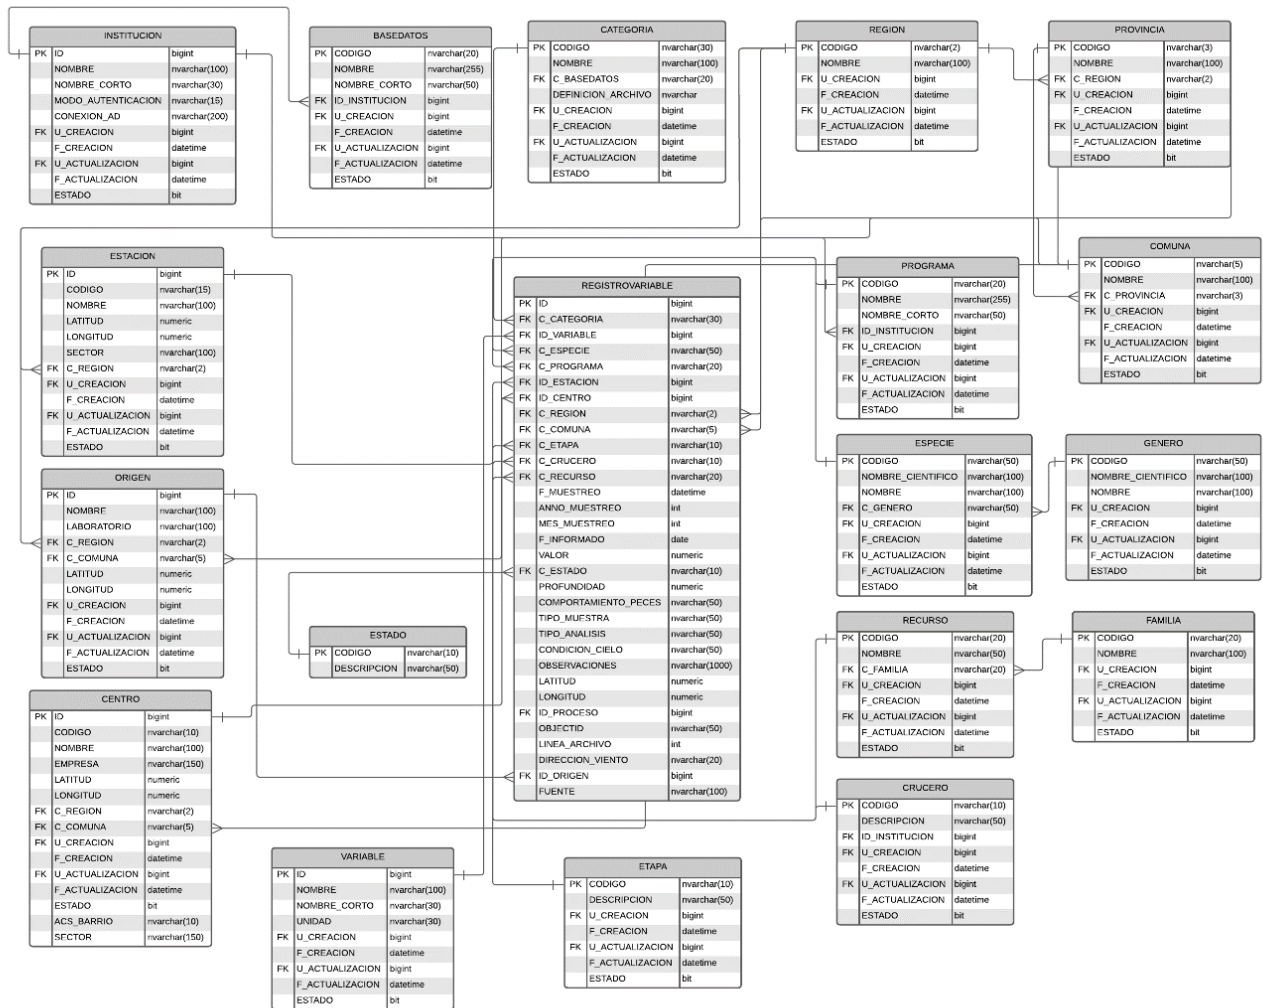 INSTITUCION
PK ID bigint
NOMBRE nvarchar(100)
NOMBRE_CORTO nvarchar(30)
MODO_AUTENTICACION nvarchar(15)
CONEXION_AD nvarchar(200)
FK U_CREACION bigint
F_CREACION datetime
FK U_ACTUALIZACION bigint
F_ACTUALIZACION datetime
ESTADO bit
BASEDATOS
PK CODIGO nvarchar(20)
NOMBRE nvarchar(255)
NOMBRE_CORTO nvarchar(50)
FK ID_INSTITUCION bigint
FK U_CREACION bigint
F_CREACION datetime
FK U_ACTUALIZACION bigint
F_ACTUALIZACION datetime
ESTADO bit
CATEGORIA
PK CODIGO nvarchar(30)
NOMBRE nvarchar(100)
FK C_BASEDATOS nvarchar(20)
DEFINICION_ARCHIVO nvarchar
FK U_CREACION bigint
F_CREACION datetime
FK U_ACTUALIZACION bigint
F_ACTUALIZACION datetime
ESTADO bit
REGION
PK CODIGO nvarchar(2)
NOMBRE nvarchar(100)
FK U_CREACION bigint
F_CREACION datetime
FK U_ACTUALIZACION bigint
F_ACTUALIZACION datetime
ESTADO bit
PROVINCIA
PK CODIGO nvarchar(3)
NOMBRE nvarchar(100)
FK C_REGION nvarchar(2)
FK U_CREACION bigint
F_CREACION datetime
FK U_ACTUALIZACION bigint
F_ACTUALIZACION datetime
ESTADO bit
ESTACION
PK ID bigint
CODIGO nvarchar(15)
NOMBRE nvarchar(100)
LATITUD numeric
LONGITUD numeric
SECTOR nvarchar(100)
FK C_REGION nvarchar(2)
FK U_CREACION bigint
F_CREACION datetime
FK U_ACTUALIZACION bigint
F_ACTUALIZACION datetime
ESTADO bit
REGISTROVARIABLE
PK ID bigint
FK C_CATEGORIA nvarchar(30)
FK ID_VARIABLE bigint
FK C_ESPECIE nvarchar(50)
FK C_PROGRAMA nvarchar(20)
FK ID_ESTACION bigint
FK ID_CENTRO bigint
FK C_REGION nvarchar(2)
FK C_COMUNA nvarchar(5)
FK C_ETAPA nvarchar(10)
FK C_CRUCERO nvarchar(10)
FK C_RECURSO nvarchar(20)
F_MUESTREO datetime
ANNO_MUESTREO int
MES_MUESTREO int
F_INFORMADO date
VALOR numeric
FK C_ESTADO nvarchar(10)
PROFUNDIDAD numeric
COMPORTAMIENTO_PECES nvarchar(50)
TIPO_MUESTRA nvarchar(50)
TIPO_ANALISIS nvarchar(50)
CONDICION_CIELO nvarchar(50)
OBSERVACIONES nvarchar(1000)
LATITUD numeric
LONGITUD numeric
FK ID_PROCESO bigint
OBJECTID nvarchar(50)
LINEA_ARCHIVO int
DIRECCION_VIENTO nvarchar(20)
FK ID_ORIGEN bigint
FUENTE nvarchar(100)
PROGRAMA
PK CODIGO nvarchar(20)
NOMBRE nvarchar(255)
NOMBRE_CORTO nvarchar(50)
FK ID_INSTITUCION bigint
FK U_CREACION bigint
F_CREACION datetime
FK U_ACTUALIZACION bigint
F_ACTUALIZACION datetime
ESTADO bit
COMUNA
PK CODIGO nvarchar(5)
NOMBRE nvarchar(100)
FK C_PROVINCIA nvarchar(3)
FK U_CREACION bigint
F_CREACION datetime
FK U_ACTUALIZACION bigint
F_ACTUALIZACION datetime
ESTADO bit
ORIGEN
PK ID bigint
NOMBRE nvarchar(100)
LABORATORIO nvarchar(100)
FK C_REGION nvarchar(2)
FK C_COMUNA nvarchar(5)
LATITUD numeric
LONGITUD numeric
FK U_CREACION bigint
F_CREACION datetime
FK U_ACTUALIZACION bigint
F_ACTUALIZACION datetime
ESTADO bit
ESPECIE
PK CODIGO nvarchar(50)
NOMBRE_CIENTIFICO nvarchar(100)
NOMBRE nvarchar(100)
FK C_GENERO nvarchar(50)
FK U_CREACION bigint
F_CREACION datetime
FK U_ACTUALIZACION bigint
F_ACTUALIZACION datetime
ESTADO bit
GENERO
PK CODIGO nvarchar(50)
NOMBRE_CIENTIFICO nvarchar(100)
NOMBRE nvarchar(100)
FK U_CREACION bigint
F_CREACION datetime
FK U_ACTUALIZACION bigint
F_ACTUALIZACION datetime
ESTADO bit
ESTADO
PK CODIGO nvarchar(10)
DESCRIPCION nvarchar(50)
RECURSO
PK CODIGO nvarchar(20)
NOMBRE nvarchar(50)
FK C_FAMILIA nvarchar(20)
FK U_CREACION bigint
F_CREACION datetime
FK U_ACTUALIZACION bigint
F_ACTUALIZACION datetime
ESTADO bit
FAMILIA
PK CODIGO nvarchar(20)
NOMBRE nvarchar(100)
FK U_CREACION bigint
F_CREACION datetime
FK U_ACTUALIZACION bigint
F_ACTUALIZACION datetime
ESTADO bit
CENTRO
PK ID bigint
CODIGO nvarchar(10)
NOMBRE nvarchar(100)
EMPRESA nvarchar(150)
LATITUD numeric
LONGITUD numeric
FK C_REGION nvarchar(2)
FK C_COMUNA nvarchar(5)
FK U_CREACION bigint
F_CREACION datetime
FK U_ACTUALIZACION bigint
F_ACTUALIZACION datetime
ESTADO bit
ACS_BARRIO nvarchar(10)
SECTOR nvarchar(150)
CRUCERO
PK CODIGO nvarchar(10)
DESCRIPCION nvarchar(50)
FK ID_INSTITUCION bigint
FK U_CREACION bigint
F_CREACION datetime
FK U_ACTUALIZACION bigint
F_ACTUALIZACION datetime
ESTADO bit
VARIABLE
PK ID bigint
NOMBRE nvarchar(100)
NOMBRE_CORTO nvarchar(30)
UNIDAD nvarchar(30)
FK U_CREACION bigint
F_CREACION datetime
FK U_ACTUALIZACION bigint
F_ACTUALIZACION datetime
ESTADO bit
ETAPA
PK CODIGO nvarchar(10)
DESCRIPCION nvarchar(50)
FK U_CREACION bigint
F_CREACION datetime
FK U_ACTUALIZACION bigint
F_ACTUALIZACION datetime
ESTADO bit